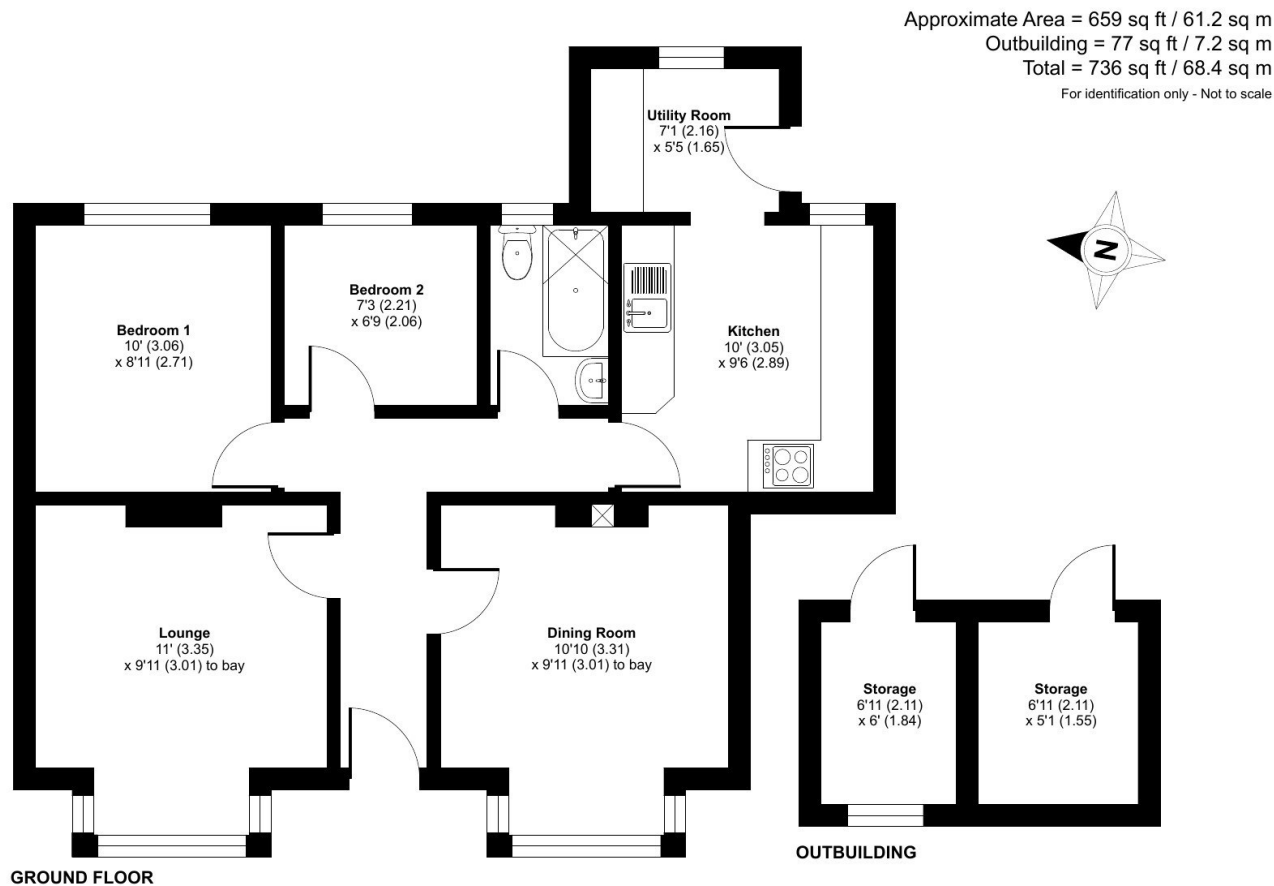 Approximate Area = 659 sq ft / 61.2 sq m
Outbuilding = 77 sq ft / 7.2 sq m
Total = 736 sq ft / 68.4 sq m
For identification only - Not to scale
Utility Room
7'1 (2.16)
x 5'5 (1.65)
N
Bedroom 1
10' (3.06)
x 8'11 (2.71)
Bedroom 2
7'3 (2.21)
x 6'9 (2.06)
Kitchen
10' (3.05)
x 9'6 (2.89)
Lounge
11' (3.35)
x 9'11 (3.01) to bay
Dining Room
10'10 (3.31)
x 9'11 (3.01) to bay
Storage
6'11 (2.11)
x 6' (1.84)
Storage
6'11 (2.11)
x 5'1 (1.55)
OUTBUILDING
GROUND FLOOR